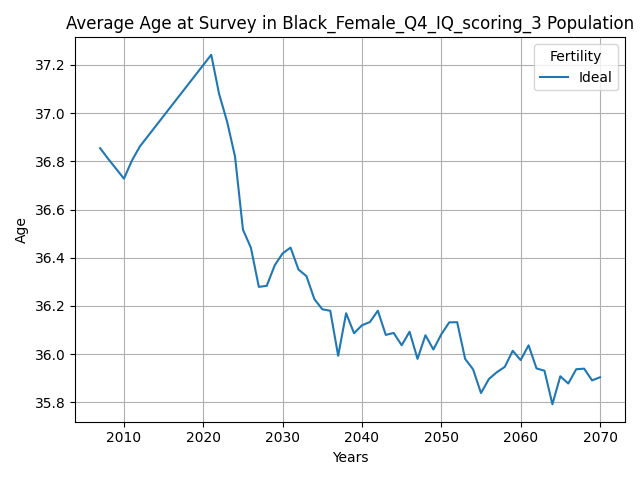 Average Age at Survey in Black_Female_Q4_IQ_scoring_3 Population
Fertility
Ideal
37.2
37.0
36.8
36.6
36.4
36.2
36.0
35.8
Age
2010 2020 2030 2040 2050 2060 2070
Years